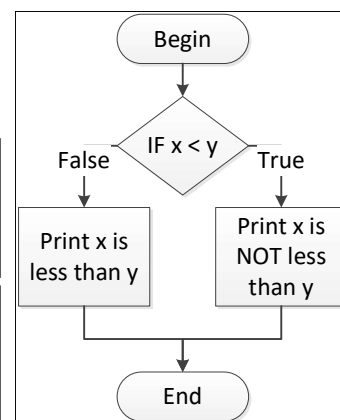 Begin
IF x < y
False
True
Print x is
less than y
Print x is
NOT less
than y
End